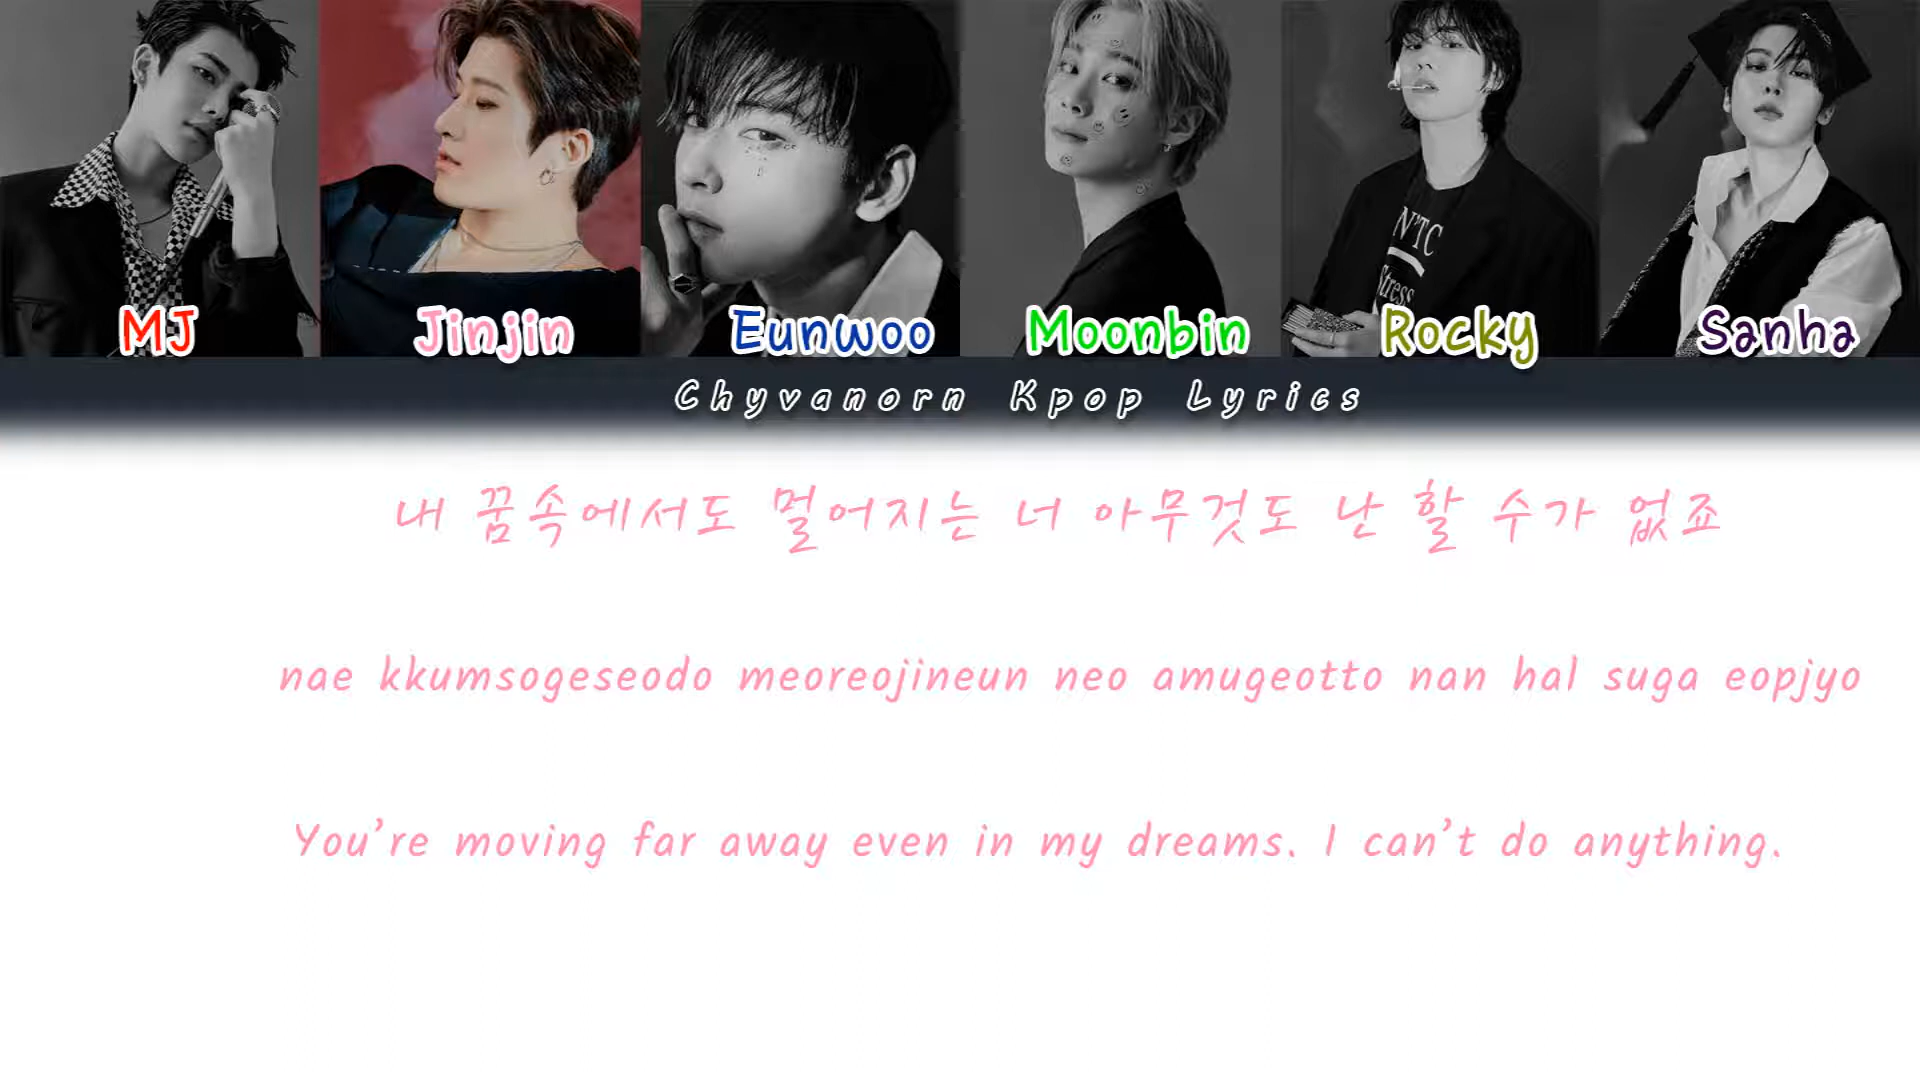 NYTC
Stress
MJ Jinjin Eunwoo Moonbin Rocky Sanha
Chyvanorn Kpop Lyrics
내 꿈속에서도 멀어지는 너 아무것도 난 할 수가 없죠
nae kkumsogeseodo meoreojineun neo amugeotto nan hal suga eopjyo
You’re moving far away even in my dreams. I can’t do anything.